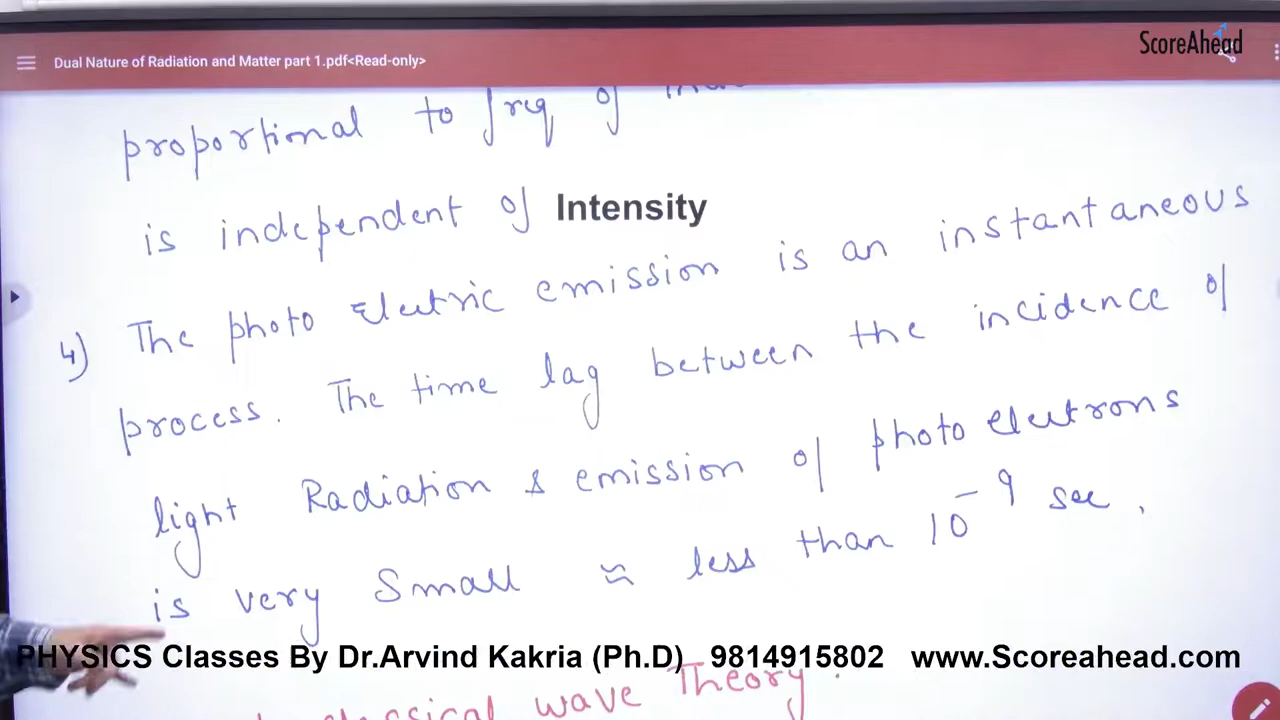 ScoreAhead
Dual Nature of Radiation and Matter part 1.pdf<Read-only>
proportional to freq of
is independent of Intensity
4) The photo electric emission is an instantaneous
process. The time lag between the incidence of
light Radiation & emission of photo electrons
is very Small ≈ less than 10⁻⁹ sec.
PHYSICS Classes By Dr.Arvind Kakria (Ph.D) 9814915802 www.Scoreahead.com
classical wave Theory.